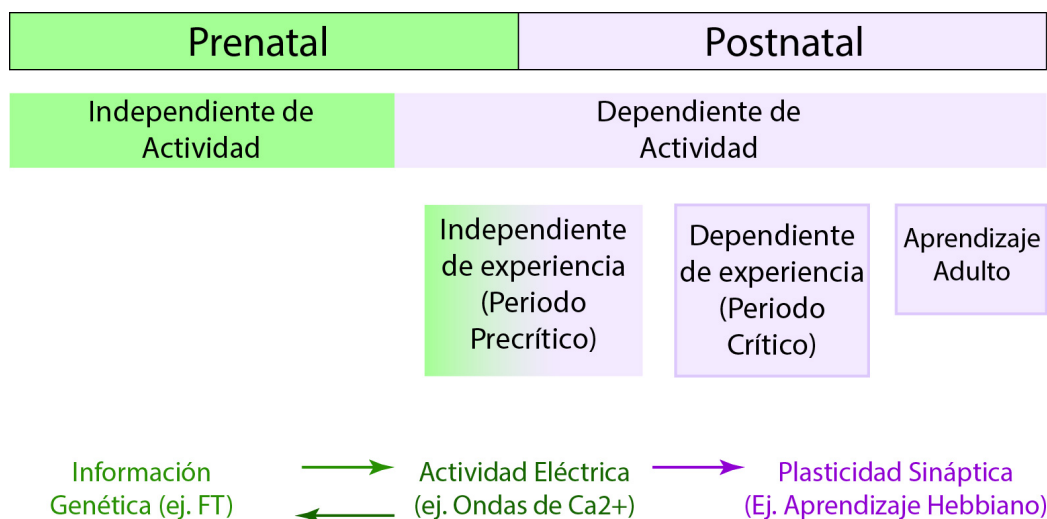 Prenatal
Postnatal
Independiente de
Actividad
Dependiente de
Actividad
Independiente
de experiencia
(Periodo
Precrítico)
Dependiente
de experiencia
(Periodo
Crítico)
Aprendizaje
Adulto
Información
Genética (ej. FT)
Actividad Eléctrica
(ej. Ondas de Ca2+)
Plasticidad Sináptica
(Ej. Aprendizaje Hebbiano)